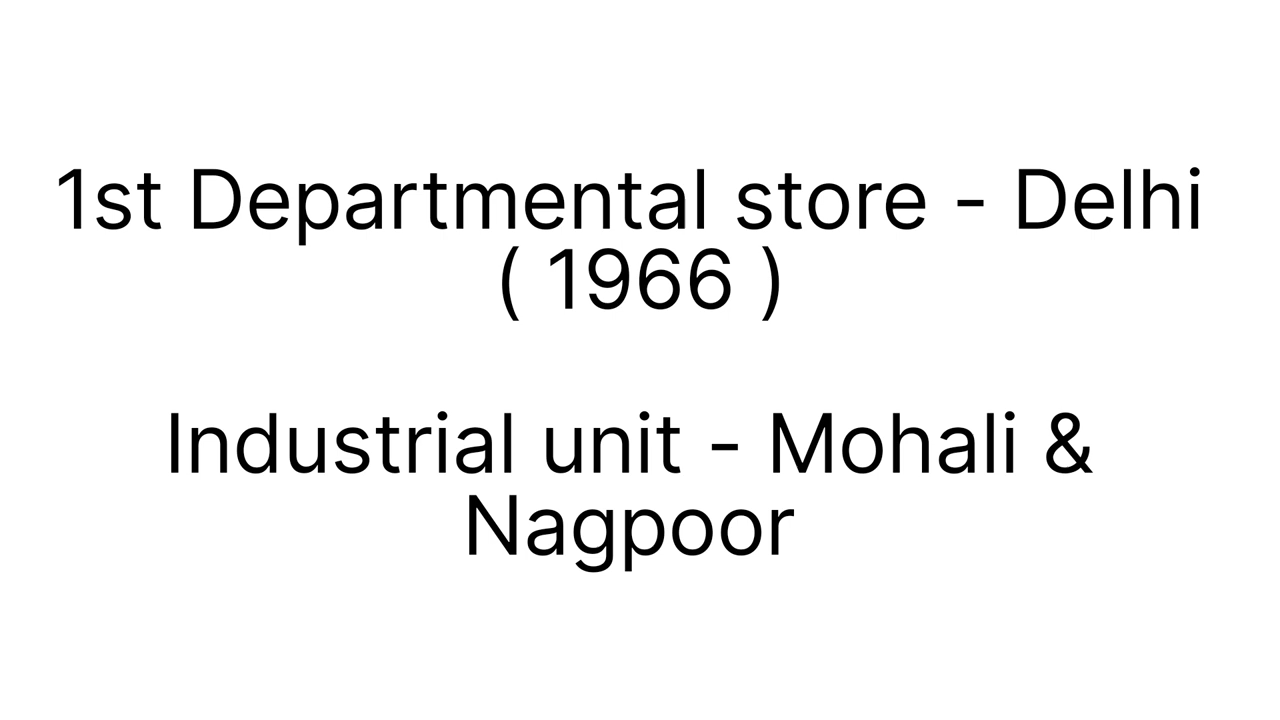 1st Departmental store - Delhi
( 1966 )
Industrial unit - Mohali &
Nagpoor